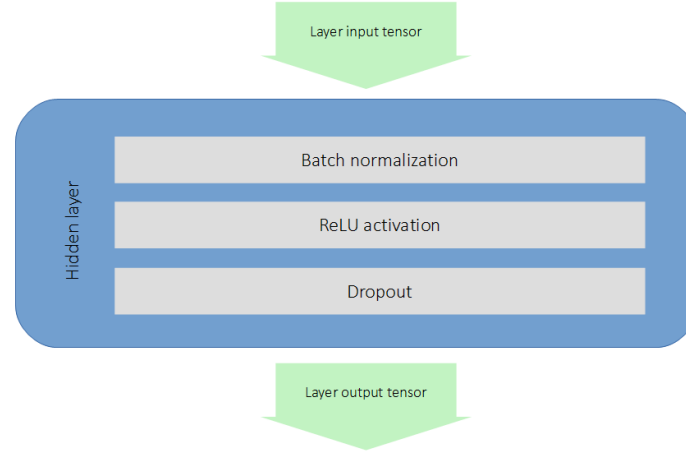 Layer input tensor
Hidden layer
Batch normalization
ReLU activation
Dropout
Layer output tensor